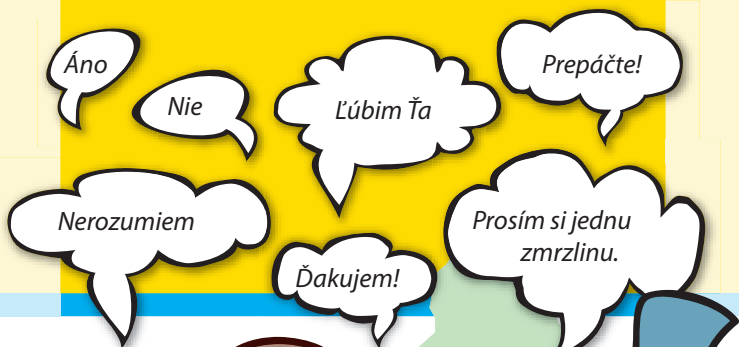 Áno
Nie
Ľúbim Ťa
Prepáčte!
Nerozumiem
Ďakujem!
Prosím si jednu
zmrzlinu.